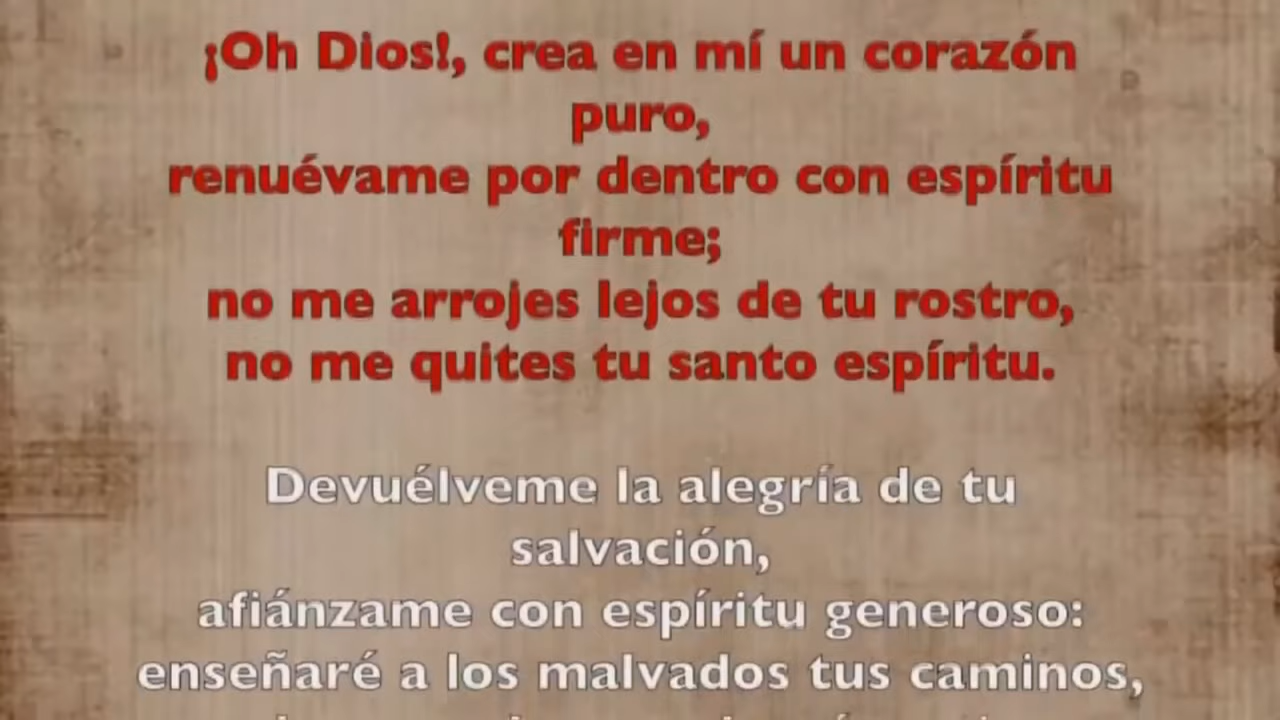 ¡Oh Dios!, crea en mí un corazón
puro,
renuévame por dentro con espíritu
firme;
no me arrojes lejos de tu rostro,
no me quites tu santo espíritu.
Devuélveme la alegría de tu
salvación,
afiánzame con espíritu generoso:
enseñaré a los malvados tus caminos,